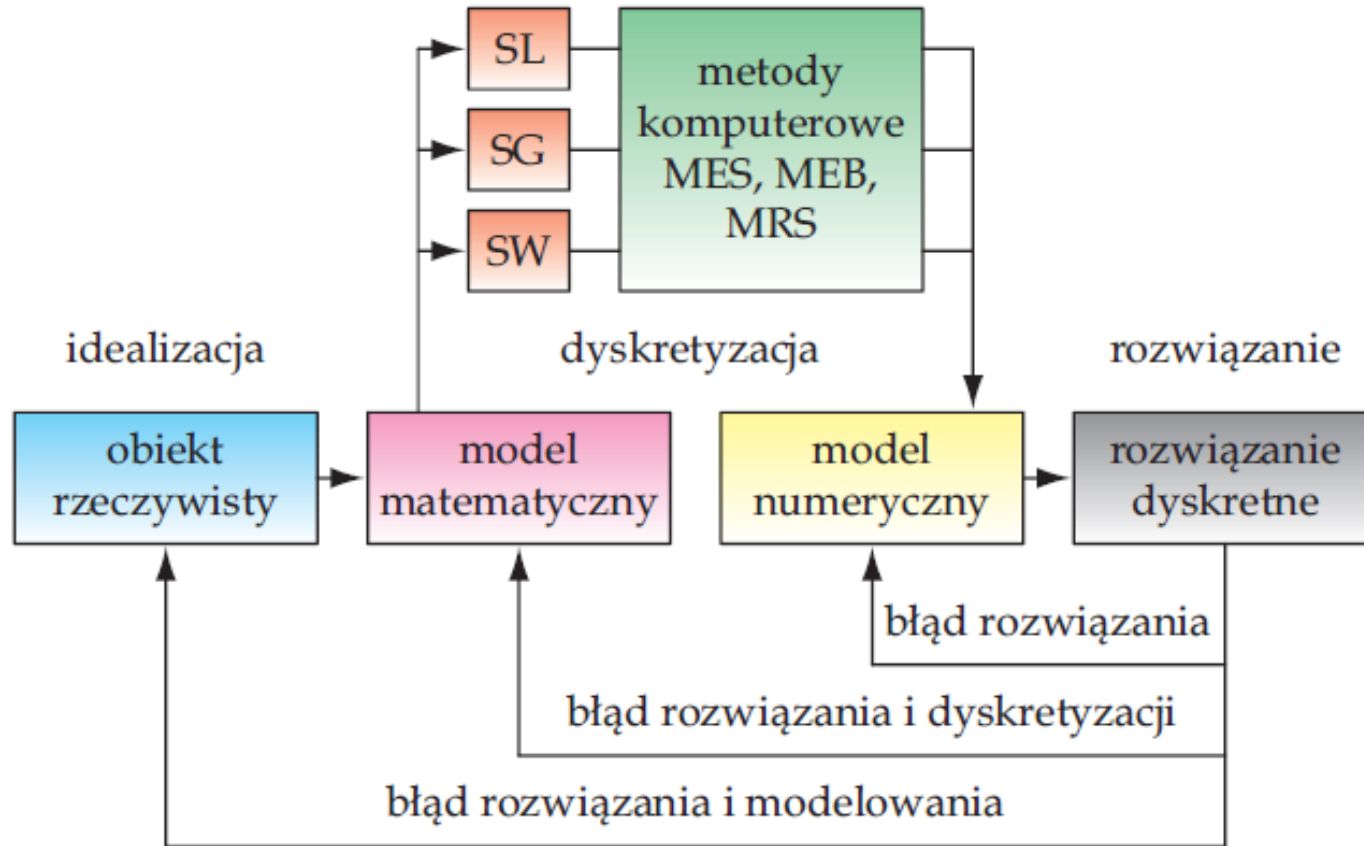 SL
SG
SW
metody
komputerowe
MES, MEB,
MRS
idealizacja
dyskretyzacja
rozwiązanie
obiekt
rzeczywisty
model
matematyczny
model
numeryczny
rozwiązanie
dyskretne
błąd rozwiązania
błąd rozwiązania i dyskretyzacji
błąd rozwiązania i modelowania